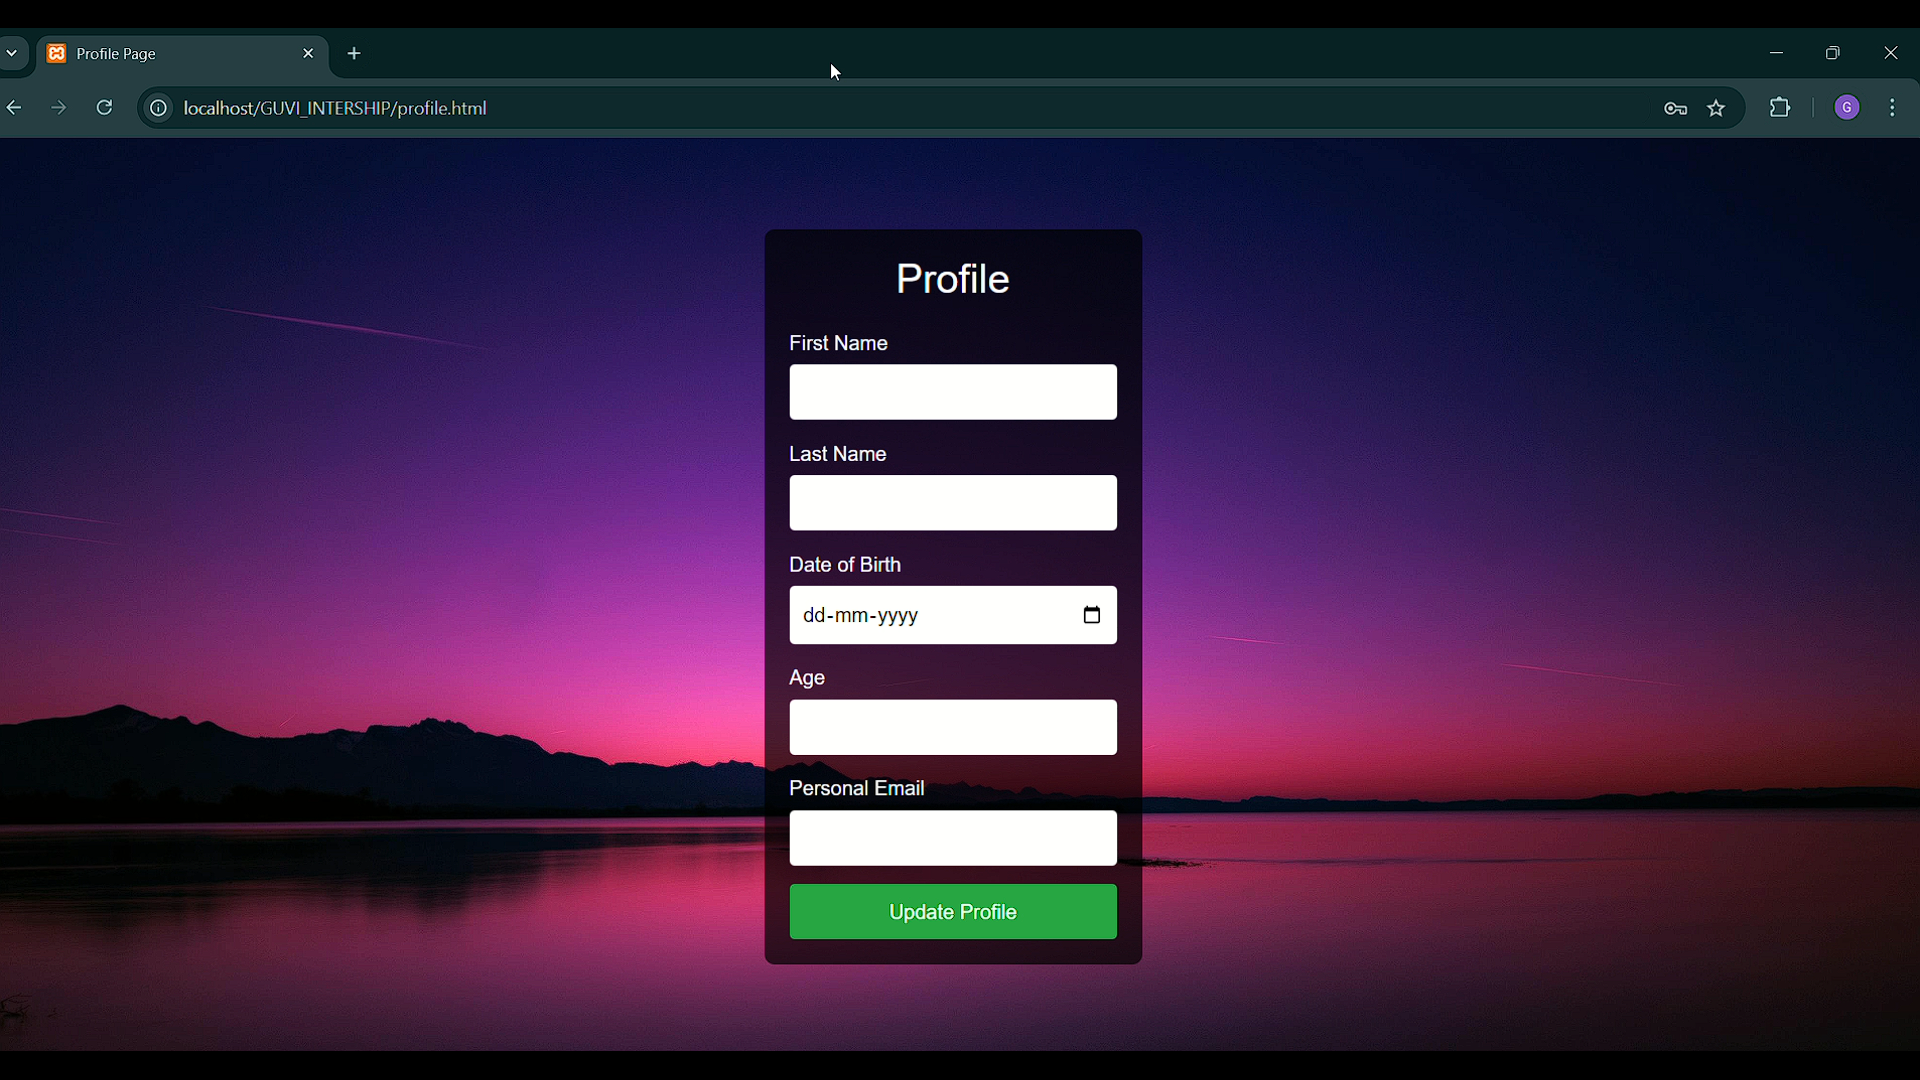 Profile Page
localhost/GUVI_INTERSHIP/profile.html
G
Profile
First Name
Last Name
Date of Birth
dd-mm-yyyy
Age
Personal Email
Update Profile